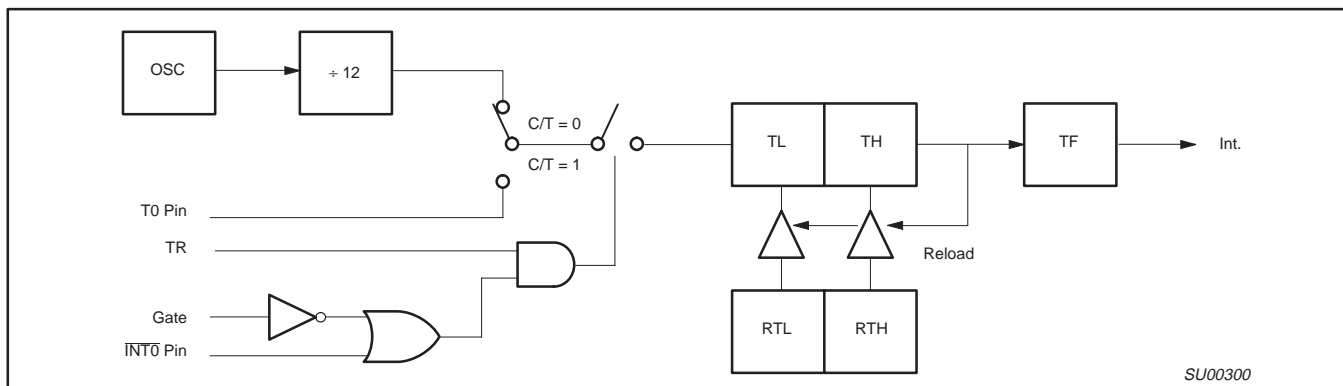 OSC
÷ 12
C/T = 0
C/T = 1
TL
TH
TF
Int.
T0 Pin
TR
Reload
Gate
INT0 Pin
RTL
RTH
SU00300